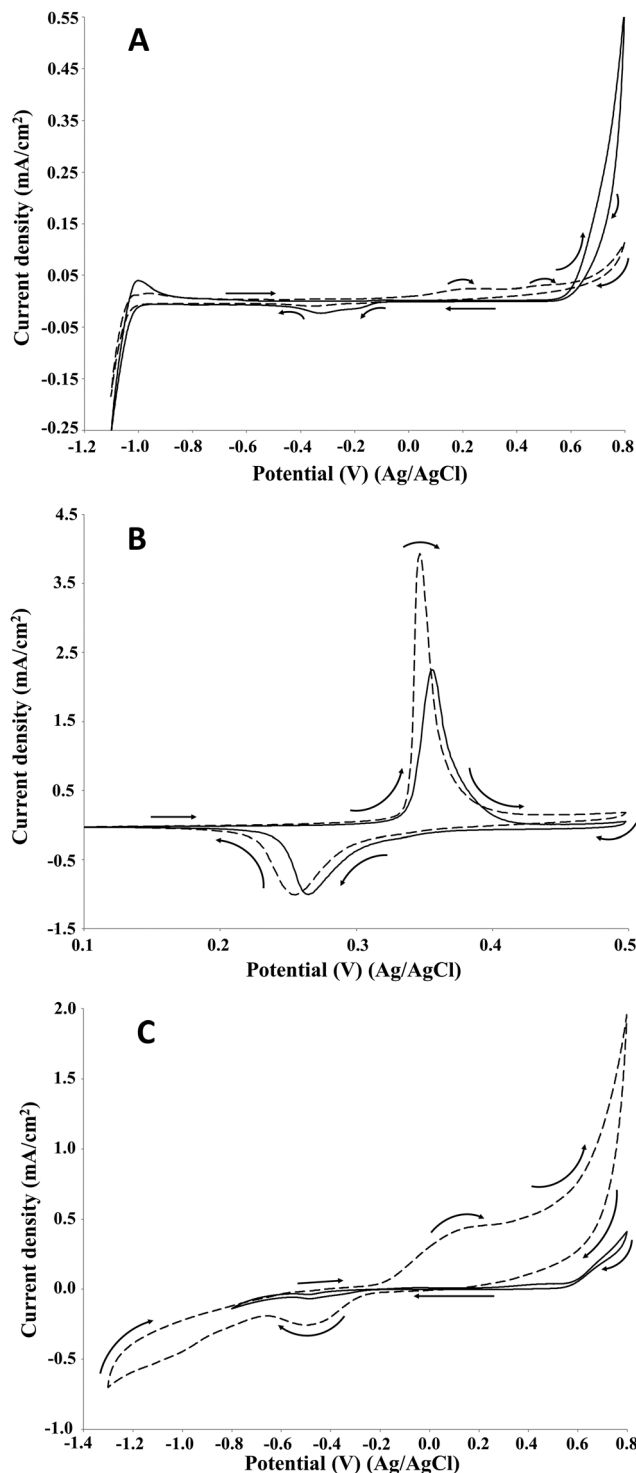 A
Current density (mA/cm²)
0.55
0.45
0.35
0.25
0.15
0.05
-0.05
-0.15
-0.25
-1.2 -1.0 -0.8 -0.6 -0.4 -0.2 0.0 0.2 0.4 0.6 0.8
Potential (V) (Ag/AgCl)
B
Current density (mA/cm²)
4.5
3.5
2.5
1.5
0.5
-0.5
-1.5
0.1 0.2 0.3 0.4 0.5
Potential (V) (Ag/AgCl)
C
Current density (mA/cm²)
2.0
1.5
1.0
0.5
0.0
-0.5
-1.0
-1.4 -1.2 -1.0 -0.8 -0.6 -0.4 -0.2 0.0 0.2 0.4 0.6 0.8
Potential (V) (Ag/AgCl)